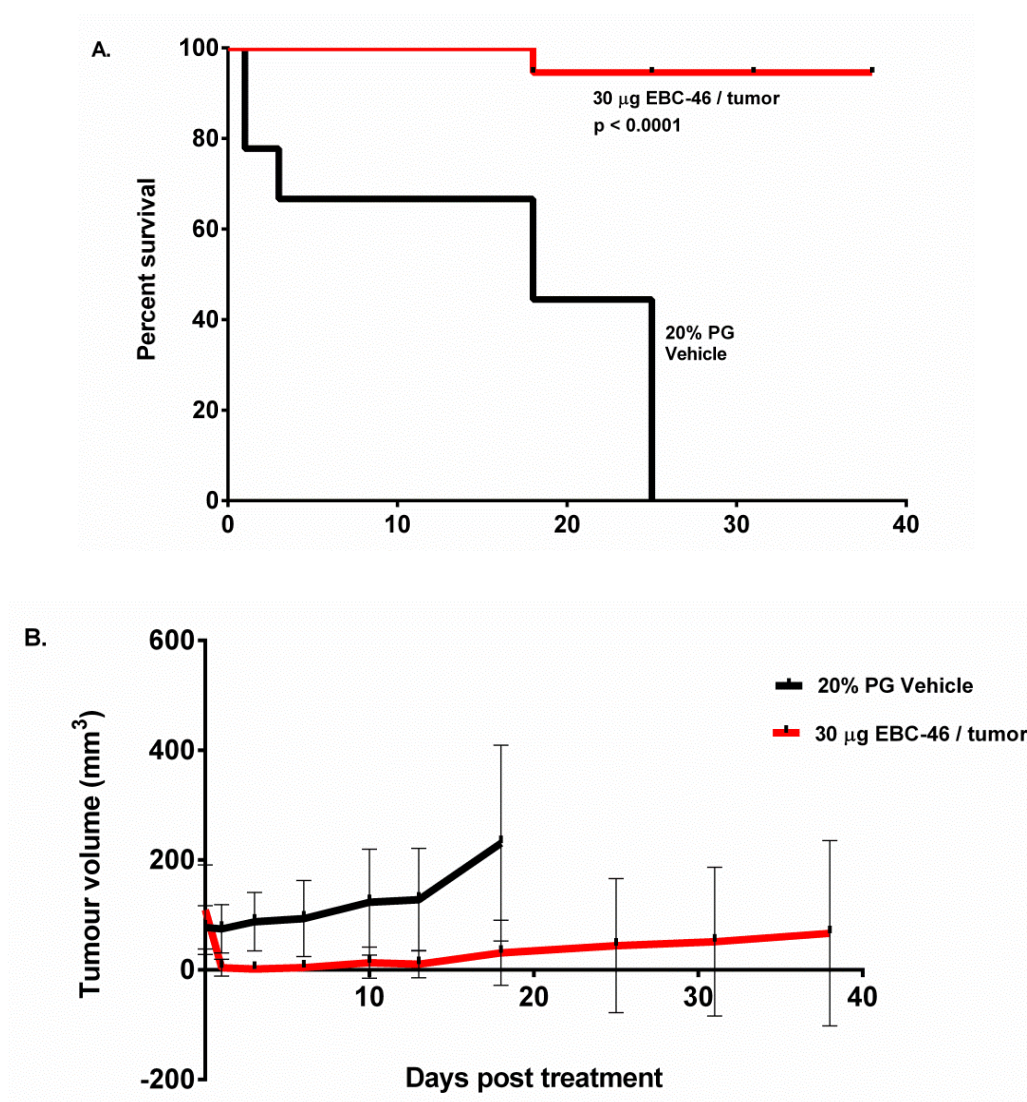 A.
100
80
60
40
20
0
Percent survival
30 μg EBC-46 / tumor
p < 0.0001
20% PG
Vehicle
0 10 20 30 40
B.
600
400
200
0
-200
Tumour volume (mm³)
20% PG Vehicle
30 μg EBC-46 / tumor
10 20 30 40
Days post treatment